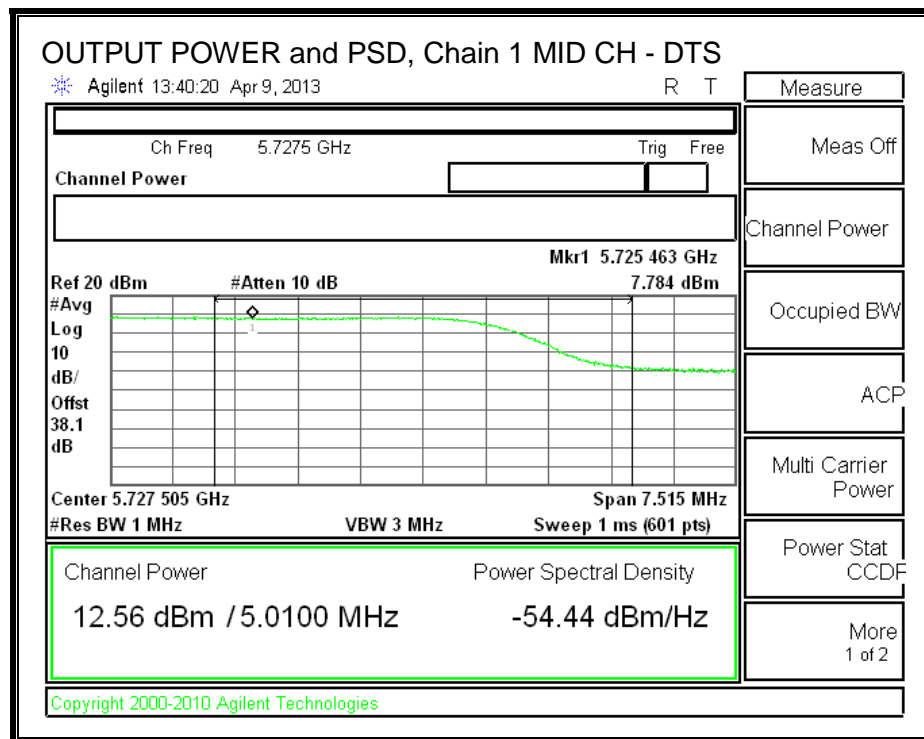 OUTPUT POWER and PSD, Chain 1 MID CH - DTS
Agilent 13:40:20 Apr 9, 2013
R T
Ch Freq 5.7275 GHz
Trig Free
Channel Power
Mkr1 5.725 463 GHz
Ref 20 dBm #Atten 10 dB 7.784 dBm
#Avg
Log
10
dB/
Offst
38.1
dB
1
Center 5.727 505 GHz Span 7.515 MHz
#Res BW 1 MHz VBW 3 MHz Sweep 1 ms (601 pts)
Channel Power Power Spectral Density
12.56 dBm / 5.0100 MHz -54.44 dBm/Hz
Copyright 2000-2010 Agilent Technologies
Measure
Meas Off
Channel Power
Occupied BW
ACP
Multi Carrier
Power
Power Stat
CCDF
More
1 of 2